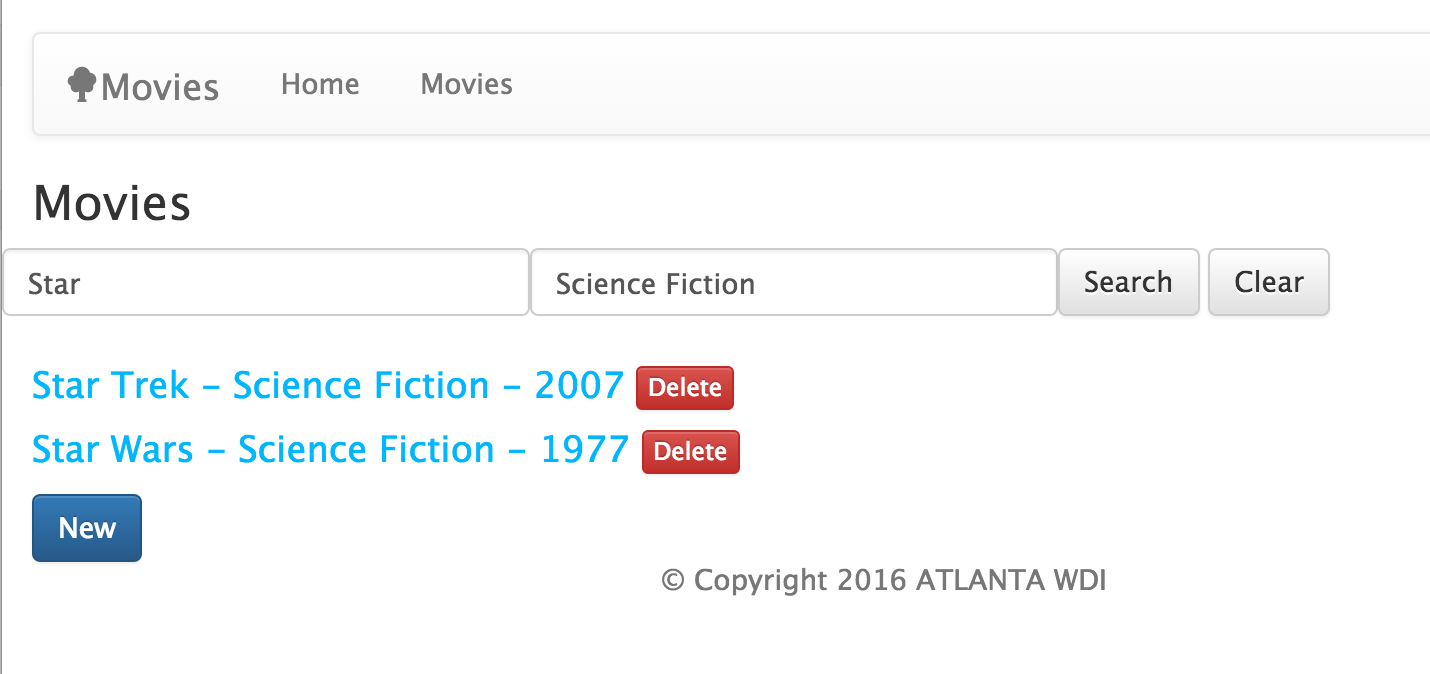 Movies Home Movies
Movies
Star Science Fiction Search Clear
Star Trek - Science Fiction - 2007 Delete
Star Wars - Science Fiction - 1977 Delete
New
© Copyright 2016 ATLANTA WDI